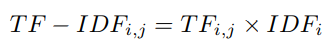 TF − IDF_{i,j} = TF_{i,j} × IDF_i